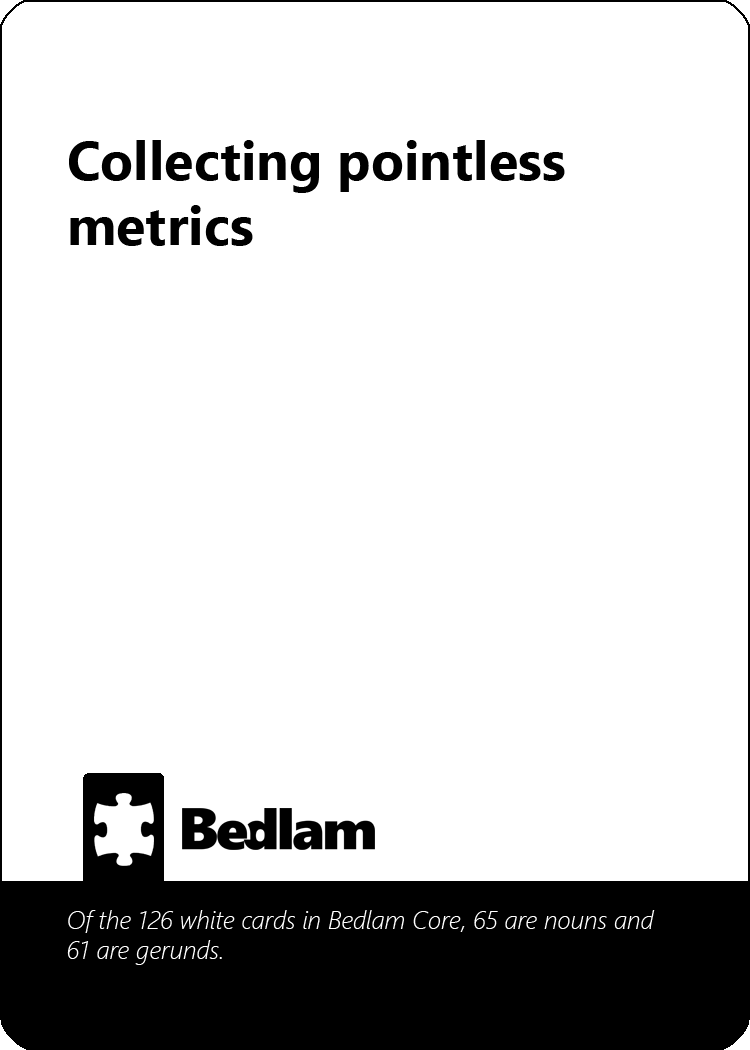 Collecting pointless
metrics
Bedlam
Of the 126 white cards in Bedlam Core, 65 are nouns and
61 are gerunds.